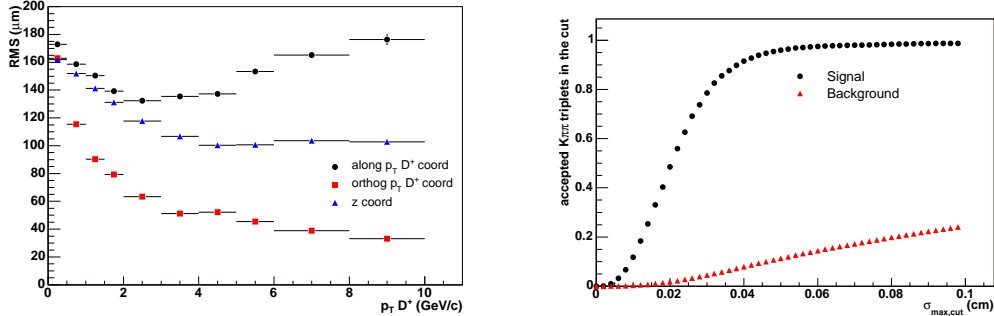 RMS (μm)
200
180
160
140
120
100
80
60
40
20
0
along p_T D⁺ coord
orthog p_T D⁺ coord
z coord
0 2 4 6 8 10
p_T D⁺ (GeV/c)
accepted Kππ triplets in the cut
1
0.8
0.6
0.4
0.2
0
Signal
Background
0 0.02 0.04 0.06 0.08 0.1
σ_max,cut (cm)